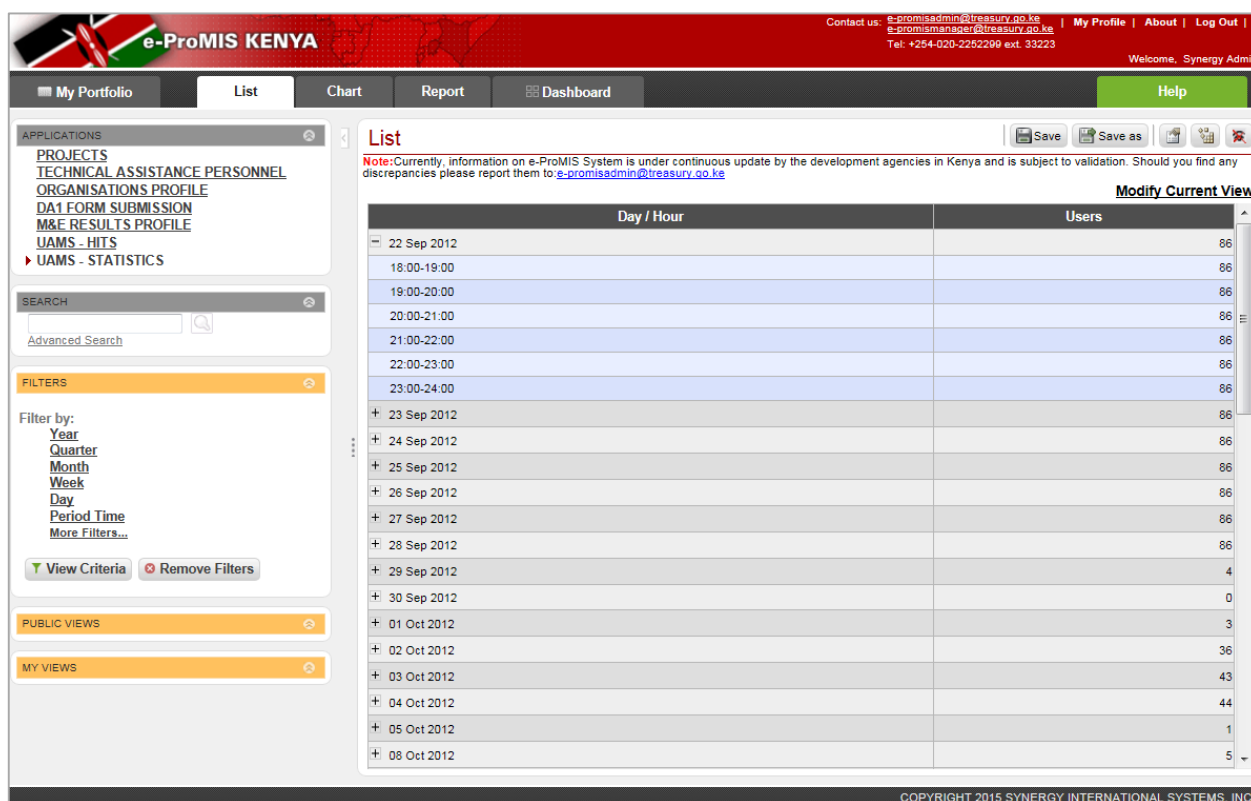 e-ProMIS KENYA
Contact us: e-promisadmin@treasury.go.ke | My Profile | About | Log Out |
e-promismanager@treasury.go.ke
Tel: +254-020-2252299 ext. 33223
Welcome, Synergy Admi
My Portfolio List Chart Report Dashboard Help
APPLICATIONS
PROJECTS
TECHNICAL ASSISTANCE PERSONNEL
ORGANISATIONS PROFILE
DA1 FORM SUBMISSION
M&E RESULTS PROFILE
UAMS - HITS
UAMS - STATISTICS
SEARCH
Advanced Search
FILTERS
Filter by:
Year
Quarter
Month
Week
Day
Period Time
More Filters...
View Criteria Remove Filters
PUBLIC VIEWS
MY VIEWS
List
Save Save as
Note:Currently, information on e-ProMIS System is under continuous update by the development agencies in Kenya and is subject to validation. Should you find any
discrepancies please report them to:e-promisadmin@treasury.go.ke
Modify Current View
Day / Hour Users
22 Sep 2012 86
18:00-19:00 86
19:00-20:00 86
20:00-21:00 86
21:00-22:00 86
22:00-23:00 86
23:00-24:00 86
23 Sep 2012 86
24 Sep 2012 86
25 Sep 2012 86
26 Sep 2012 86
27 Sep 2012 86
28 Sep 2012 86
29 Sep 2012 4
30 Sep 2012 0
01 Oct 2012 3
02 Oct 2012 36
03 Oct 2012 43
04 Oct 2012 44
05 Oct 2012 1
08 Oct 2012 5
COPYRIGHT 2015 SYNERGY INTERNATIONAL SYSTEMS, INC